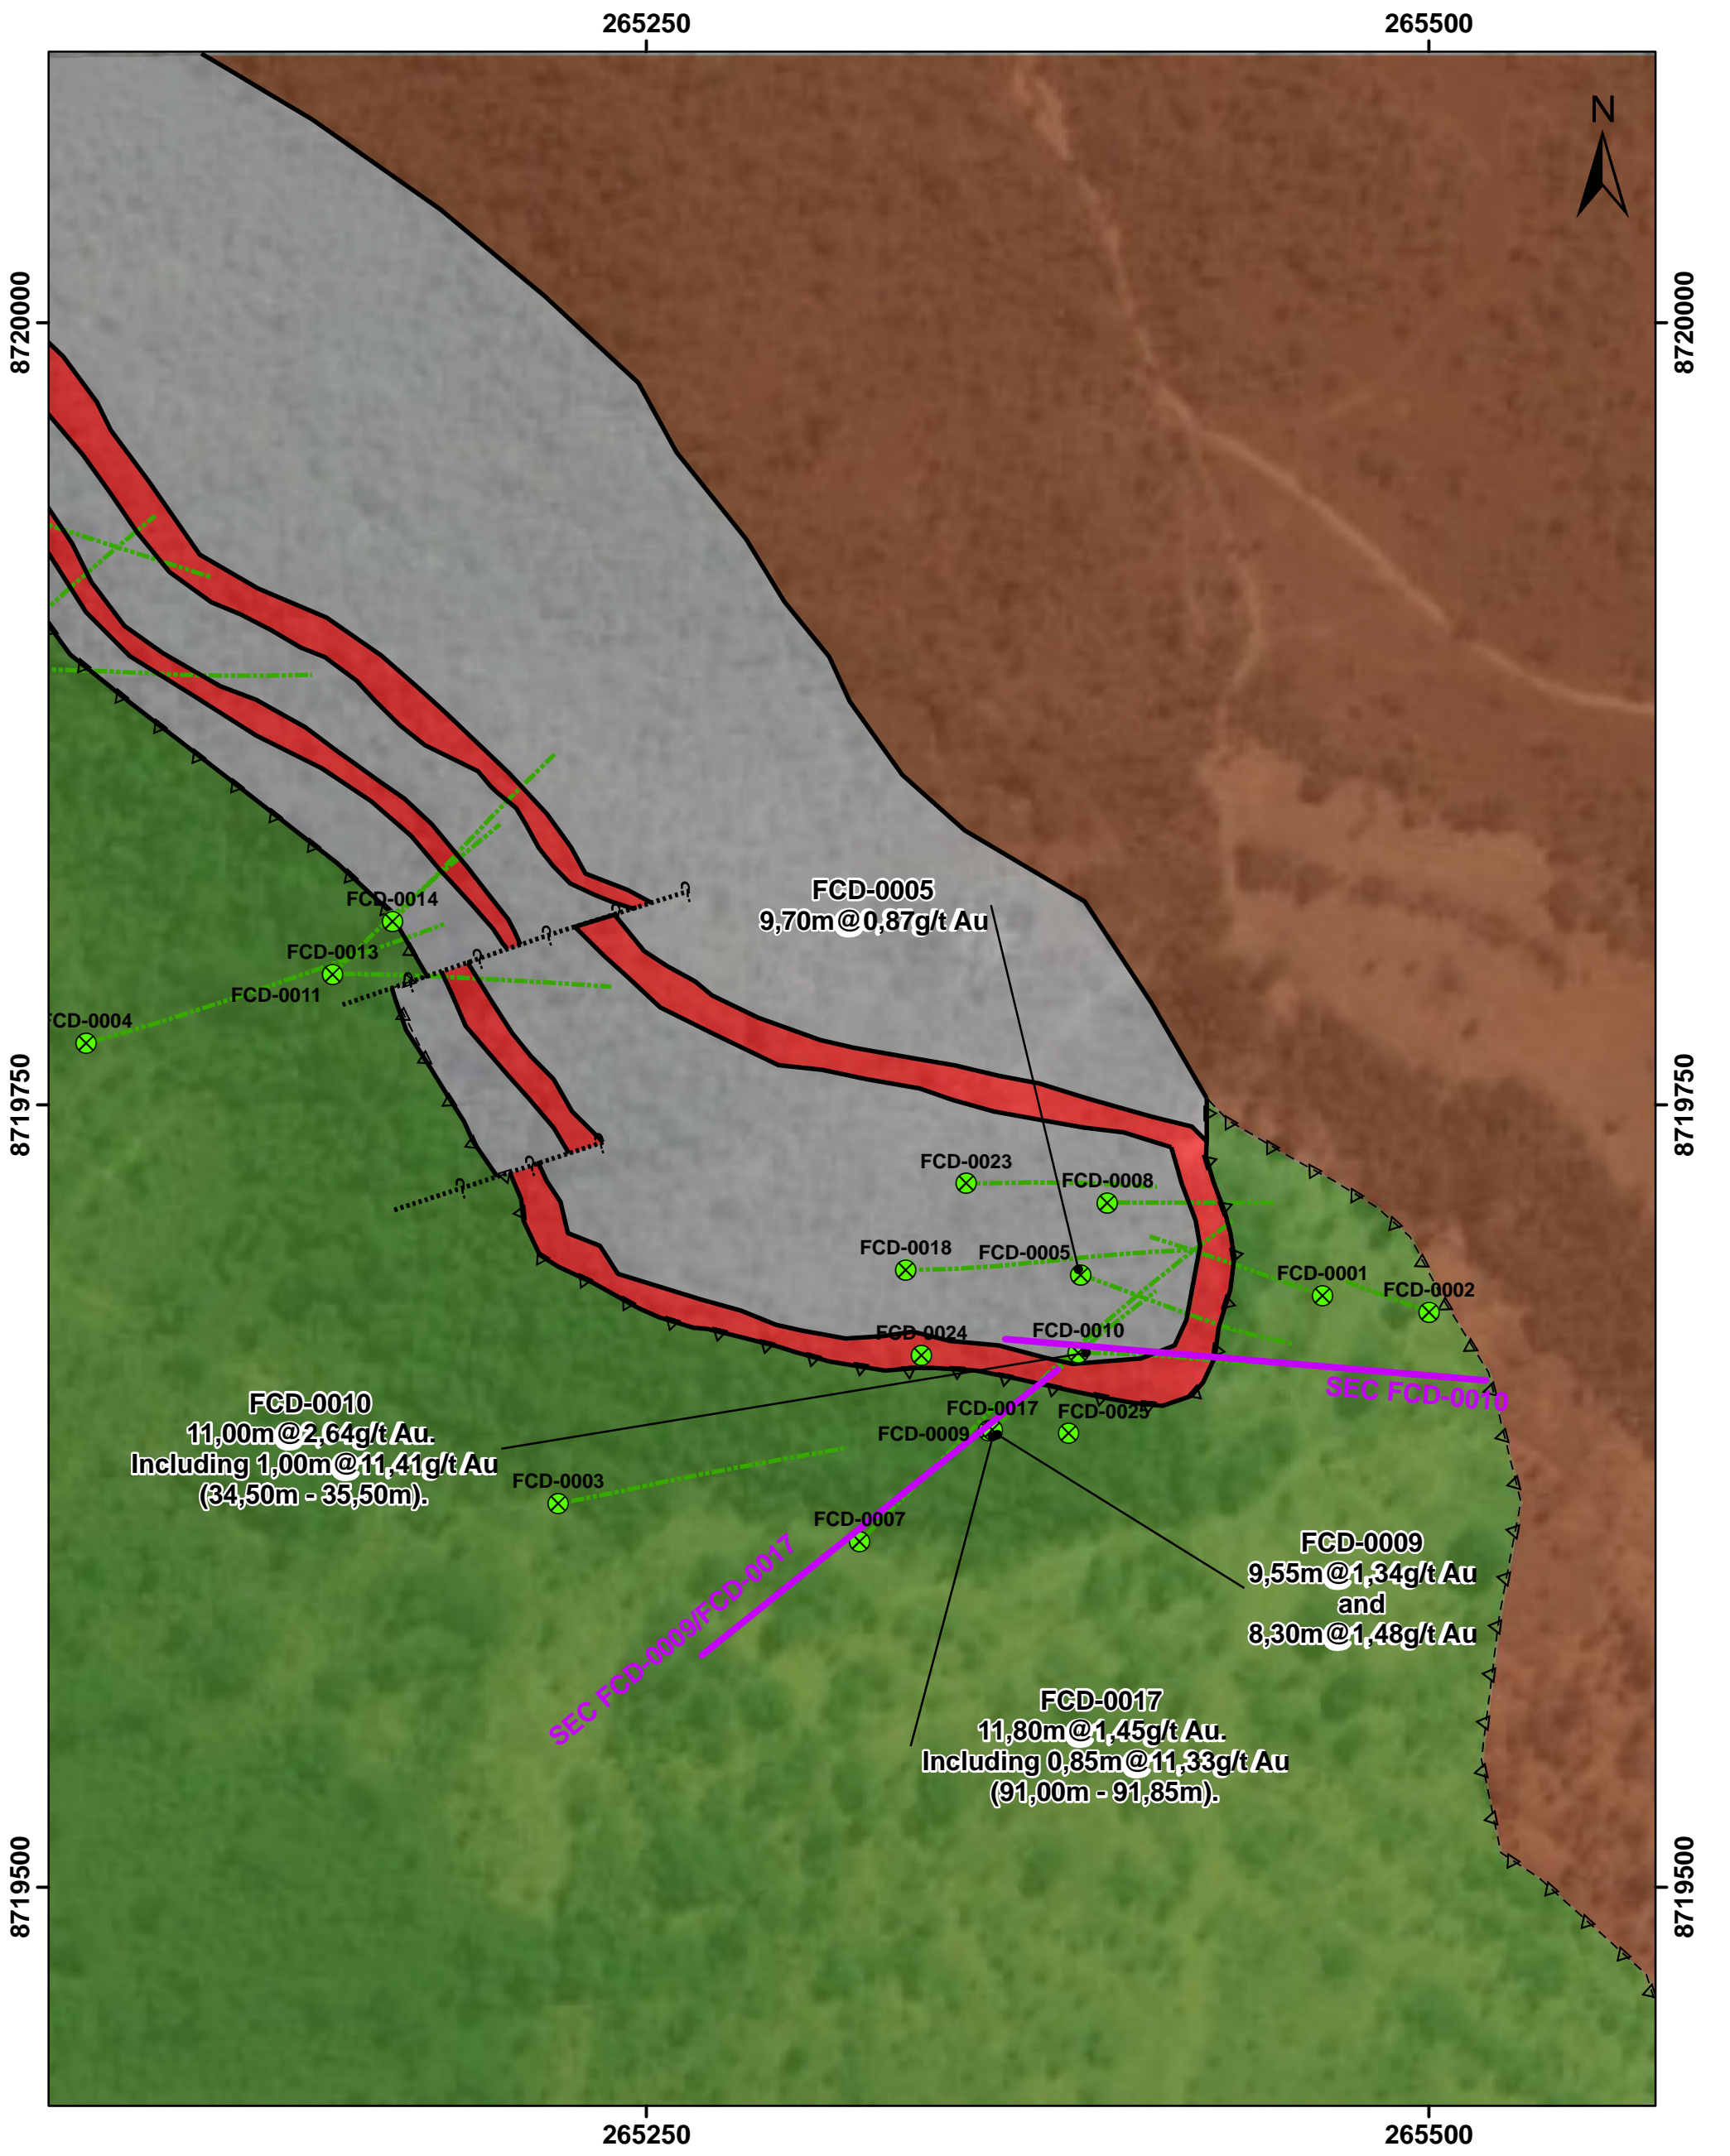 265250
265500
N
8720000
8720000
FCD-0005
9,70m@0,87g/t Au
FCD-0014
FCD-0013
FCD-0011
FCD-0004
8719750
8719750
FCD-0023
FCD-0008
FCD-0018
FCD-0005
FCD-0001
FCD-0002
FCD-0024
FCD-0010
SEC FCD-0010
FCD-0010
11,00m@2,64g/t Au.
Including 1,00m@11,41g/t Au
(34,50m - 35,50m).
FCD-0017
FCD-0025
FCD-0009
FCD-0003
FCD-0007
SEC FCD-0009/FCD-0017
FCD-0009
9,55m@1,34g/t Au
and
8,30m@1,48g/t Au
FCD-0017
11,80m@1,45g/t Au.
Including 0,85m@11,33g/t Au
(91,00m - 91,85m).
8719500
8719500
265250
265500